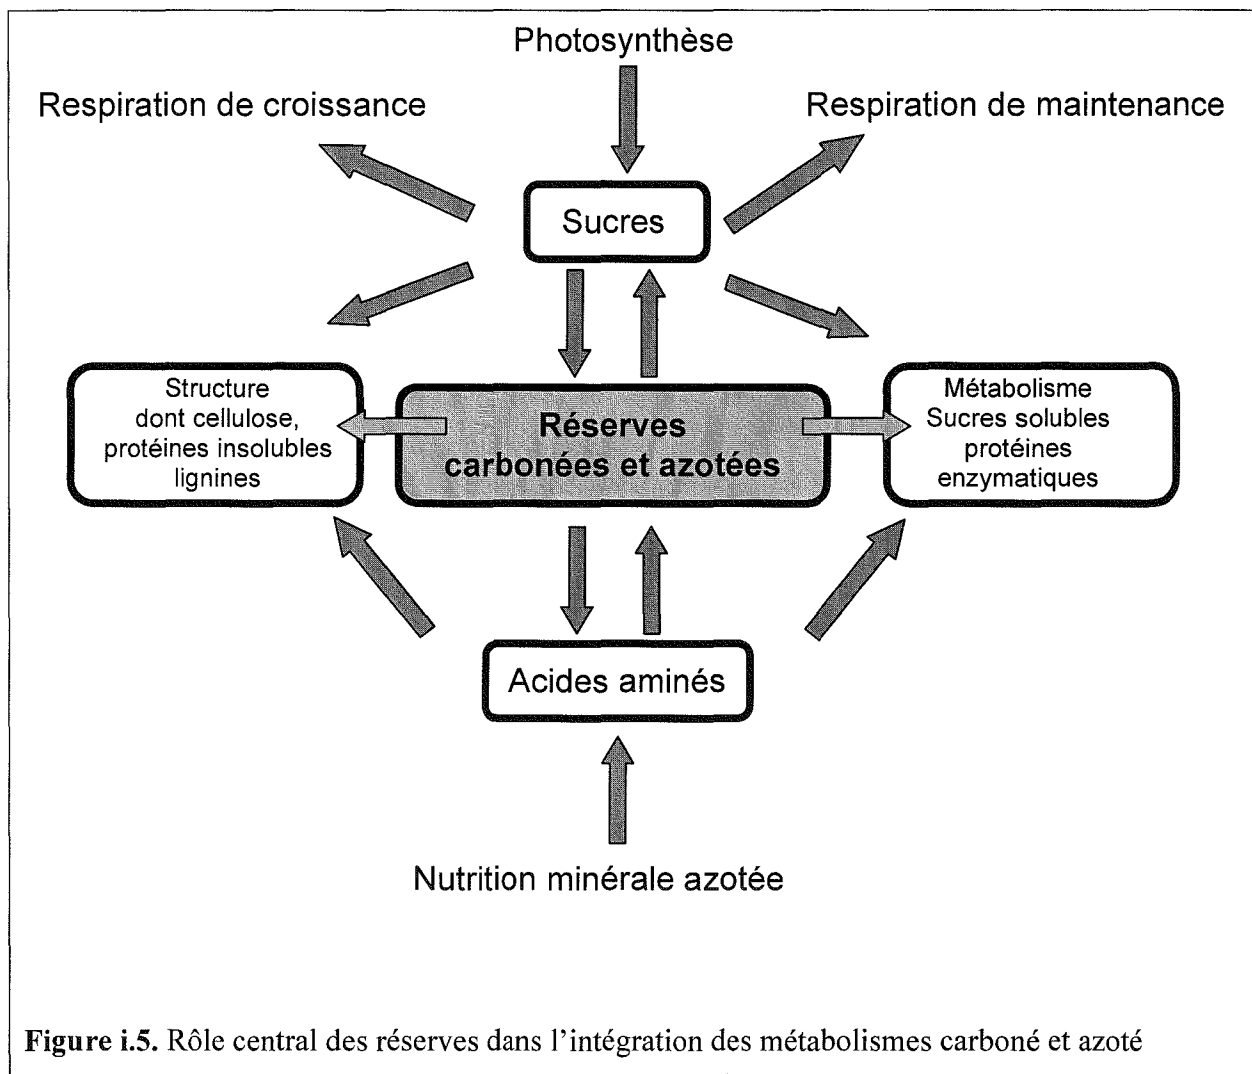 Photosynthèse
Respiration de croissance
Respiration de maintenance
Sucres
Structure
dont cellulose,
protéines insolubles
lignines
Réserves
carbonées et azotées
Métabolisme
Sucres solubles
protéines
enzymatiques
Acides aminés
Nutrition minérale azotée
Figure i.5. Rôle central des réserves dans l'intégration des métabolismes carboné et azoté